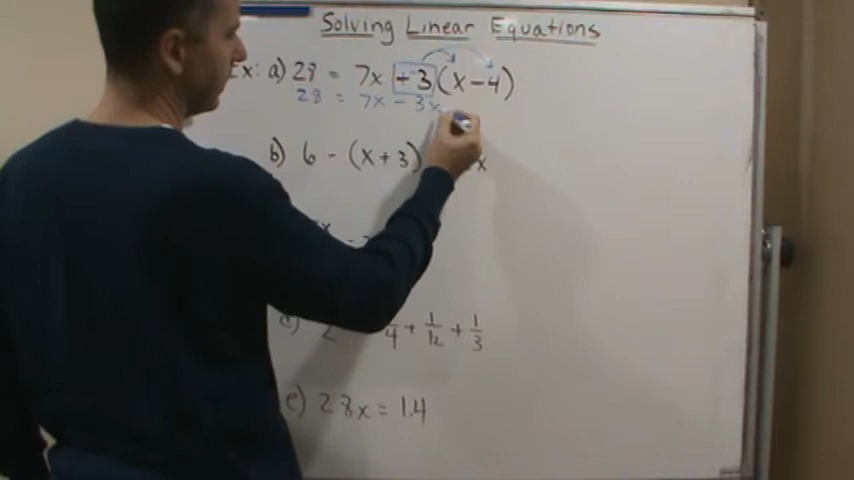 Solving Linear Equations
x: a) 28 = 7x +-3(x-4)
28 = 7x - 3x
b) 6 - (x+3) x
x -
2 4 + 1/12 + 1/3
e) 28x = 1.4